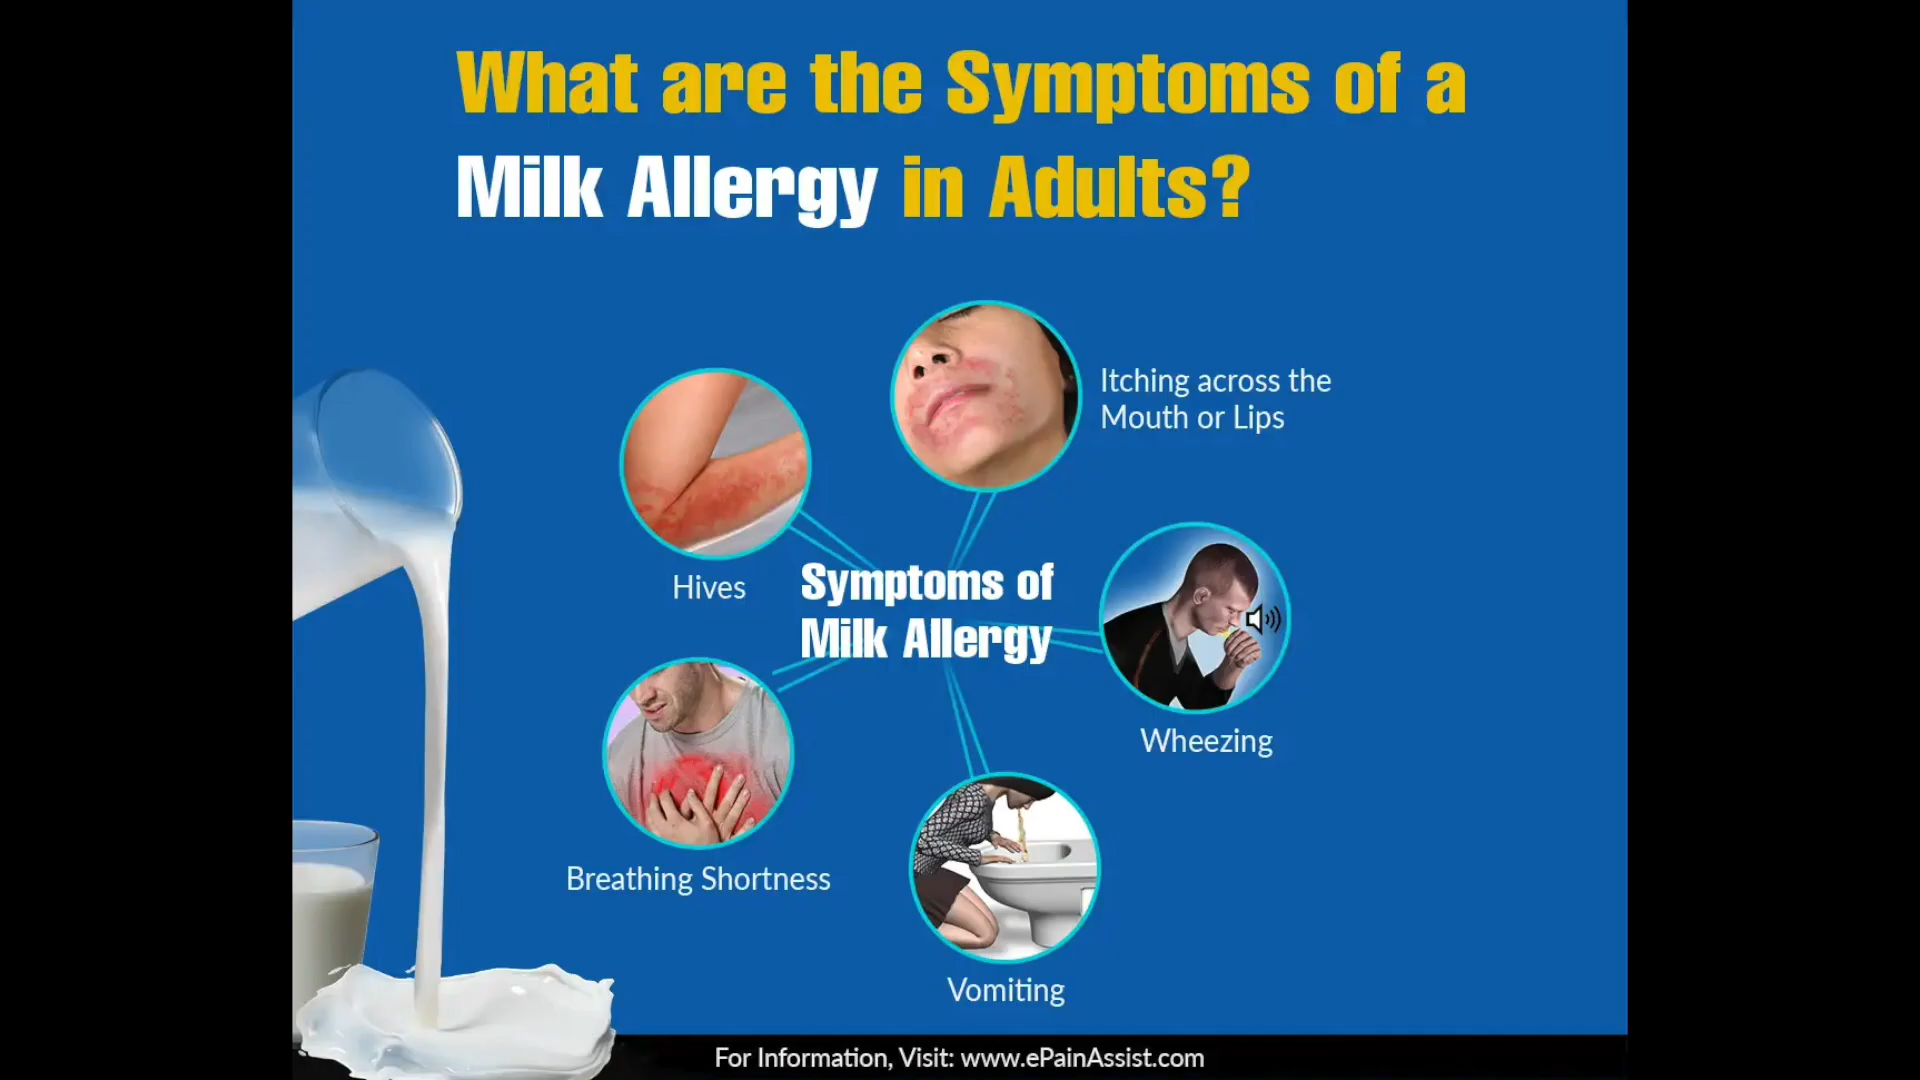 What are the Symptoms of a
Milk Allergy in Adults?
Itching across the
Mouth or Lips
Hives
Symptoms of
Milk Allergy
Wheezing
Breathing Shortness
Vomiting
For Information, Visit: www.ePainAssist.com